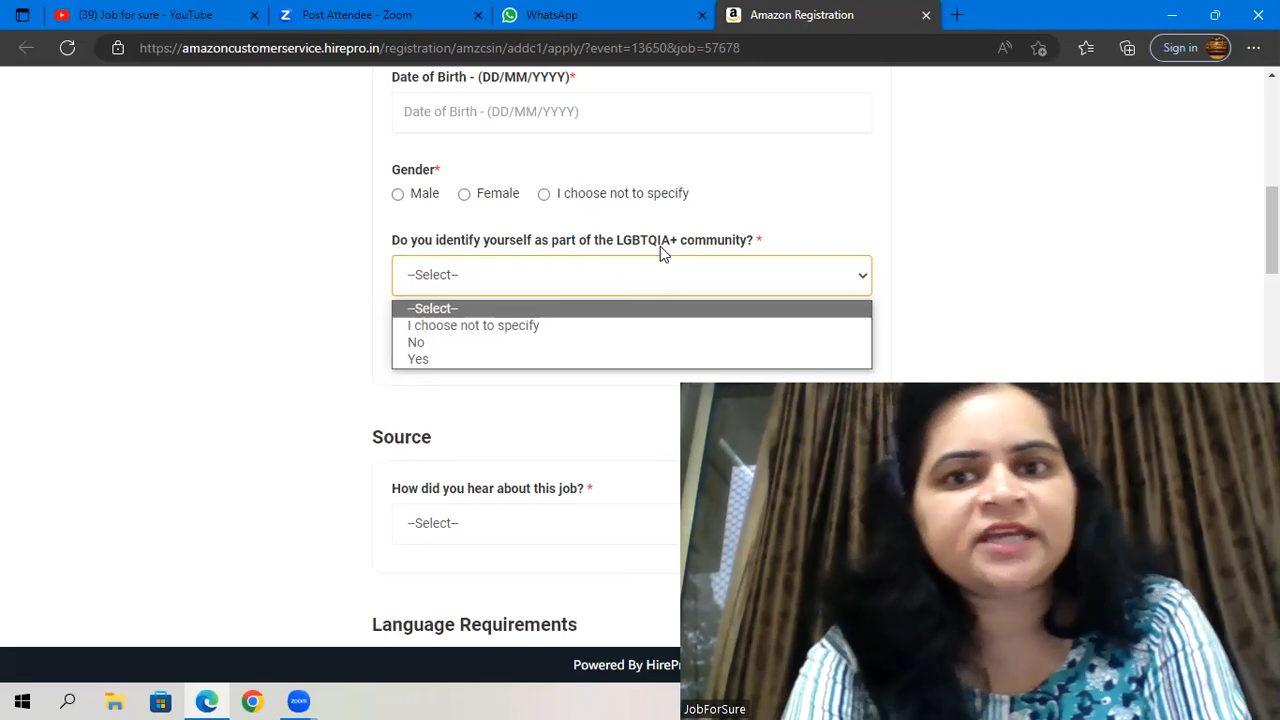 (39) Job for sure - YouTube
Post Attendee - Zoom
WhatsApp
Amazon Registration
https://amazoncustomerservice.hirepro.in/registration/amzcsin/addc1/apply/?event=13650&job=57678
Sign in
Date of Birth - (DD/MM/YYYY)*
Date of Birth - (DD/MM/YYYY)
Gender*
Male Female I choose not to specify
Do you identify yourself as part of the LGBTQIA+ community? *
--Select--
--Select--
I choose not to specify
No
Yes
Source
How did you hear about this job? *
--Select--
Language Requirements
Powered By HirePr
zoom
JobForSure